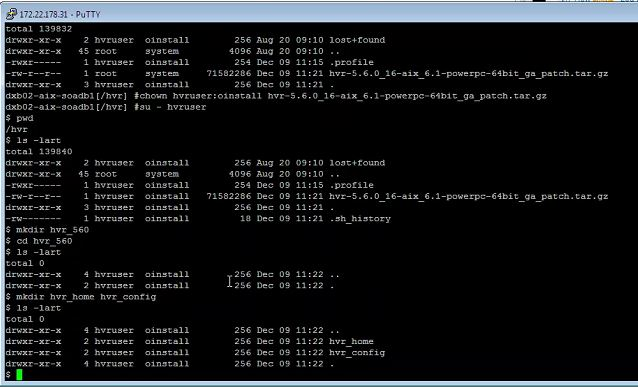 172.22.178.31 - PuTTY
total 139832
drwxr-xr-x 2 hvruser oinstall 256 Aug 20 09:10 lost+found
drwxr-xr-x 45 root system 4096 Aug 20 09:10 ..
-rwxr----- 1 hvruser oinstall 254 Dec 09 11:15 .profile
-rw-r--r-- 1 root system 71582286 Dec 09 11:21 hvr-5.6.0_16-aix_6.1-powerpc-64bit_ga_patch.tar.gz
drwxr-xr-x 3 hvruser oinstall 256 Dec 09 11:21 .
dxb02-aix-soadb1[/hvr] #chown hvruser:oinstall hvr-5.6.0_16-aix_6.1-powerpc-64bit_ga_patch.tar.gz
dxb02-aix-soadb1[/hvr] #su - hvruser
$ pwd
/hvr
$ ls -lart
total 139840
drwxr-xr-x 2 hvruser oinstall 256 Aug 20 09:10 lost+found
drwxr-xr-x 45 root system 4096 Aug 20 09:10 ..
-rwxr----- 1 hvruser oinstall 254 Dec 09 11:15 .profile
-rw-r--r-- 1 hvruser oinstall 71582286 Dec 09 11:21 hvr-5.6.0_16-aix_6.1-powerpc-64bit_ga_patch.tar.gz
drwxr-xr-x 3 hvruser oinstall 256 Dec 09 11:21 .
-rw------- 1 hvruser oinstall 18 Dec 09 11:21 .sh_history
$ mkdir hvr_560
$ cd hvr_560
$ ls -lart
total 0
drwxr-xr-x 4 hvruser oinstall 256 Dec 09 11:22 ..
drwxr-xr-x 2 hvruser oinstall 256 Dec 09 11:22 .
$ mkdir hvr_home hvr_config
$ ls -lart
total 0
drwxr-xr-x 4 hvruser oinstall 256 Dec 09 11:22 ..
drwxr-xr-x 2 hvruser oinstall 256 Dec 09 11:22 hvr_home
drwxr-xr-x 2 hvruser oinstall 256 Dec 09 11:22 hvr_config
drwxr-xr-x 4 hvruser oinstall 256 Dec 09 11:22 .
$